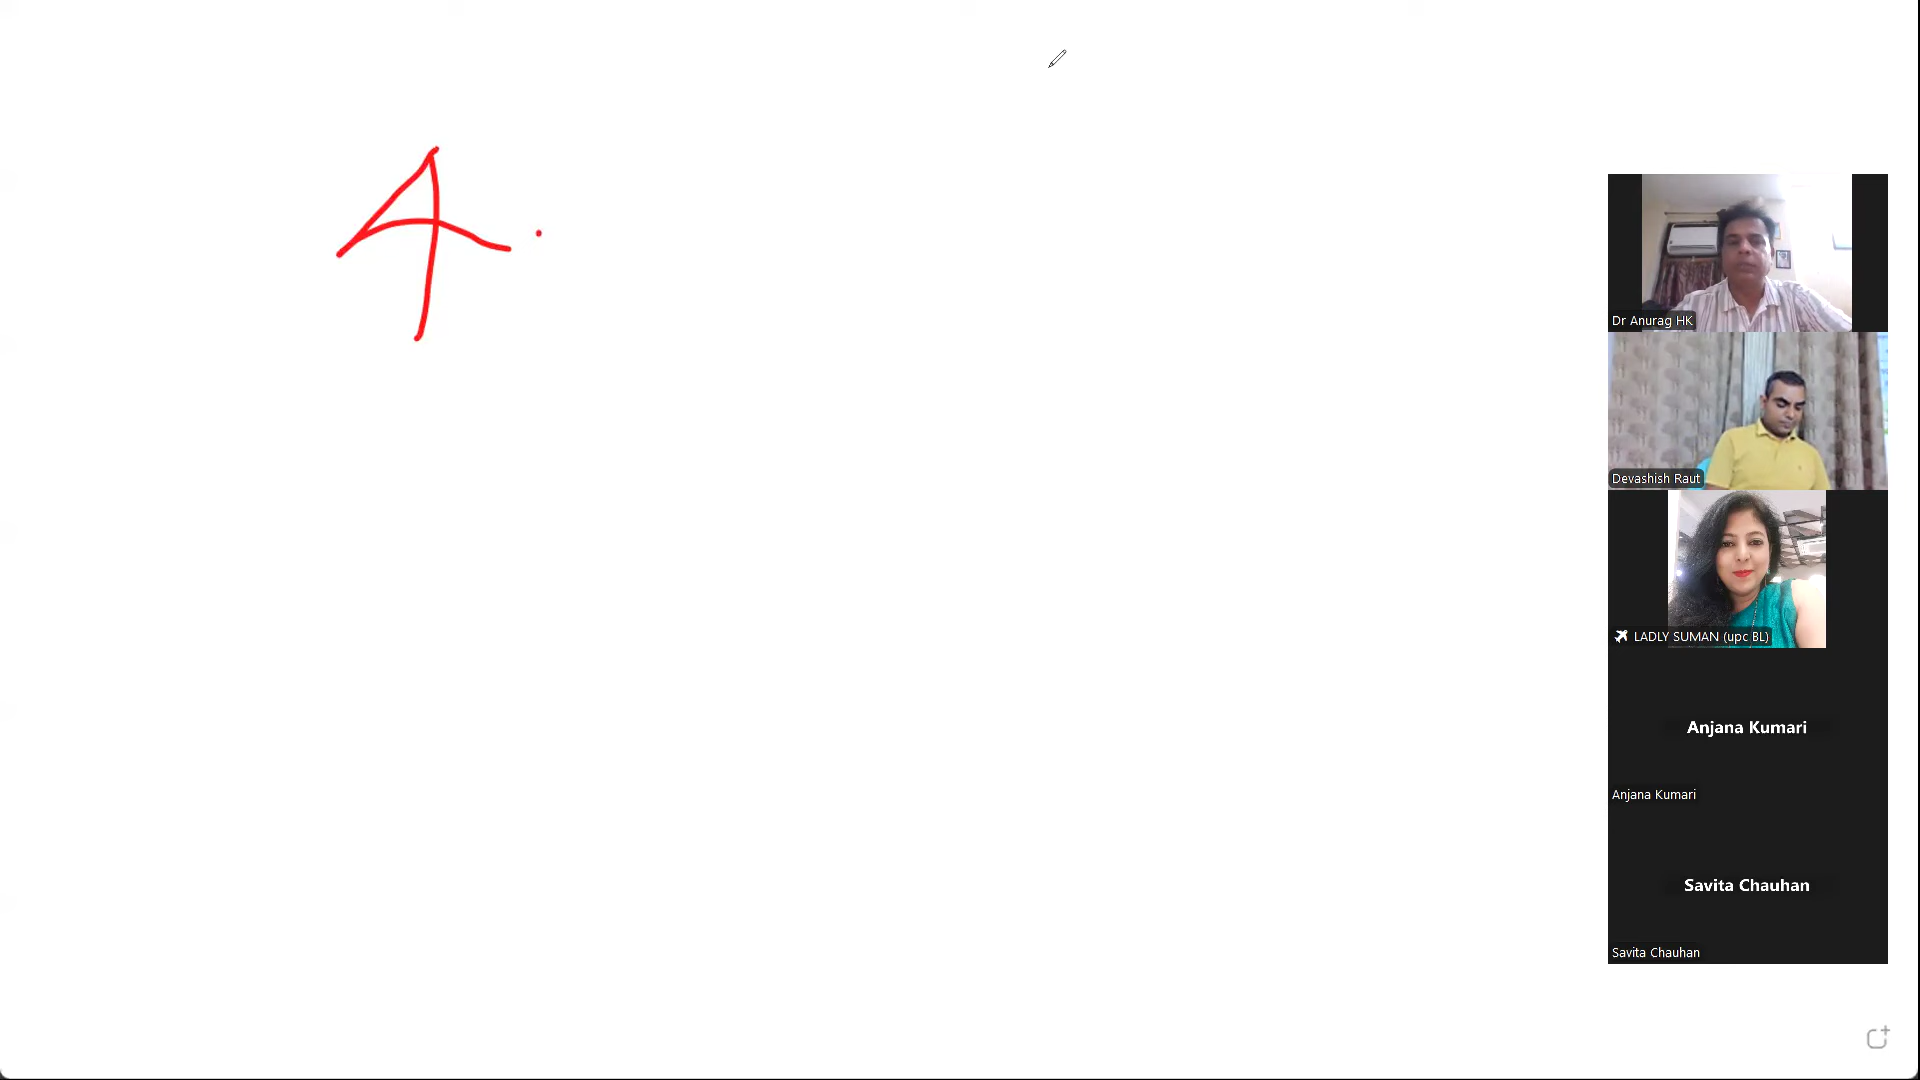 4.
Dr Anurag HK
Devashish Raut
LADLY SUMAN (upc BL)
Anjana Kumari
Anjana Kumari
Savita Chauhan
Savita Chauhan